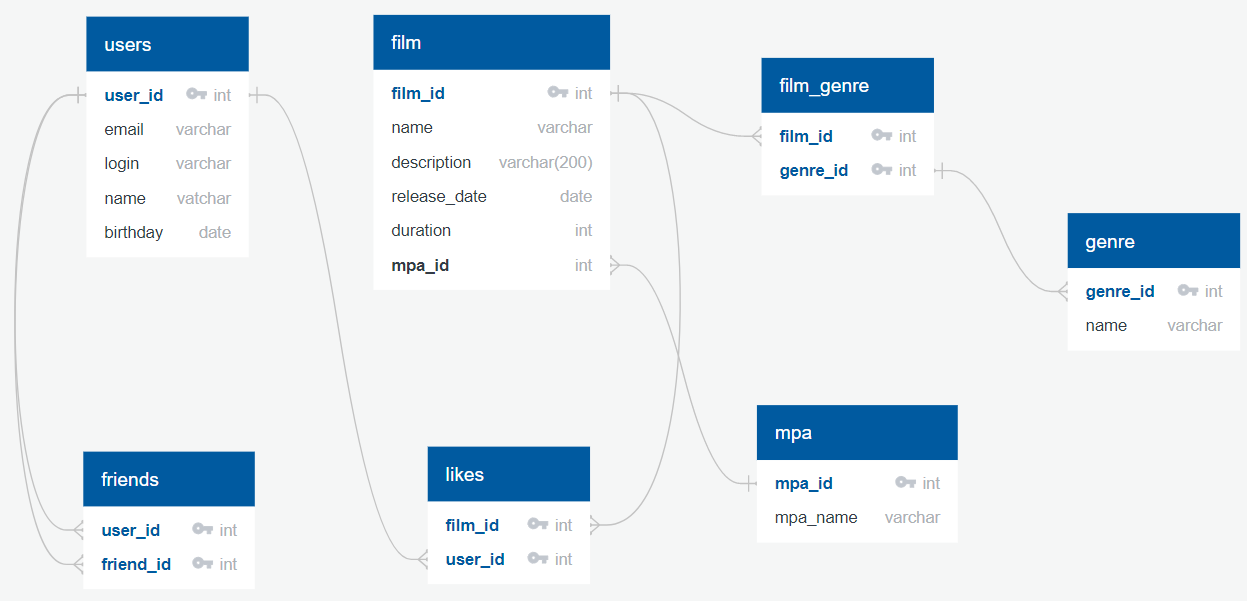 users
user_id int
email varchar
login varchar
name vatchar
birthday date
film
film_id int
name varchar
description varchar(200)
release_date date
duration int
mpa_id int
film_genre
film_id int
genre_id int
genre
genre_id int
name varchar
friends
user_id int
friend_id int
likes
film_id int
user_id int
mpa
mpa_id int
mpa_name varchar